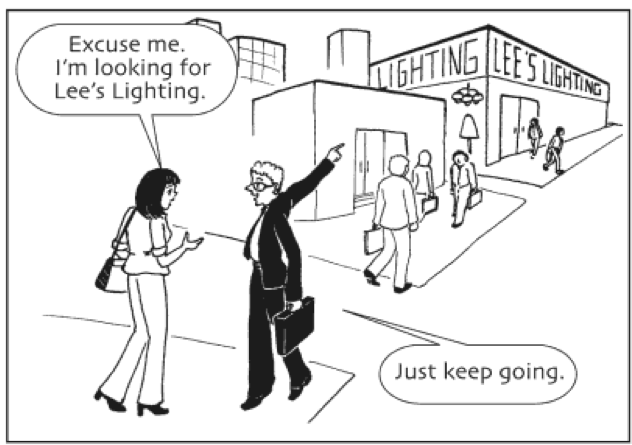 Excuse me.
I'm looking for
Lee's Lighting.
LIGHTING
LEE'S LIGHTING
Just keep going.